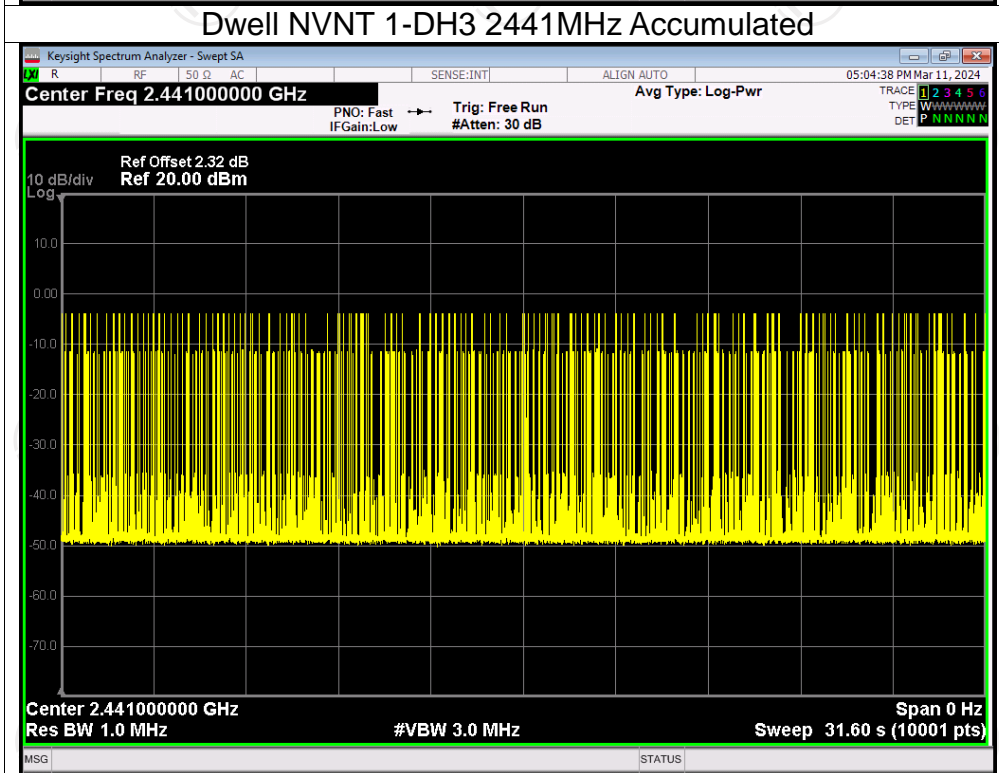 Dwell NVNT 1-DH3 2441MHz Accumulated
Keysight Spectrum Analyzer - Swept SA
LXI R RF 50 Ω AC SENSE:INT ALIGN AUTO 05:04:38 PM Mar 11, 2024
Center Freq 2.441000000 GHz Avg Type: Log-Pwr TRACE 1 2 3 4 5 6
PNO: Fast Trig: Free Run TYPE WWWWWW
IFGain:Low #Atten: 30 dB DET P N N N N N
Ref Offset 2.32 dB
10 dB/div Ref 20.00 dBm
Log
10.0
0.00
-10.0
-20.0
-30.0
-40.0
-50.0
-60.0
-70.0
Center 2.441000000 GHz Span 0 Hz
Res BW 1.0 MHz #VBW 3.0 MHz Sweep 31.60 s (10001 pts)
MSG STATUS